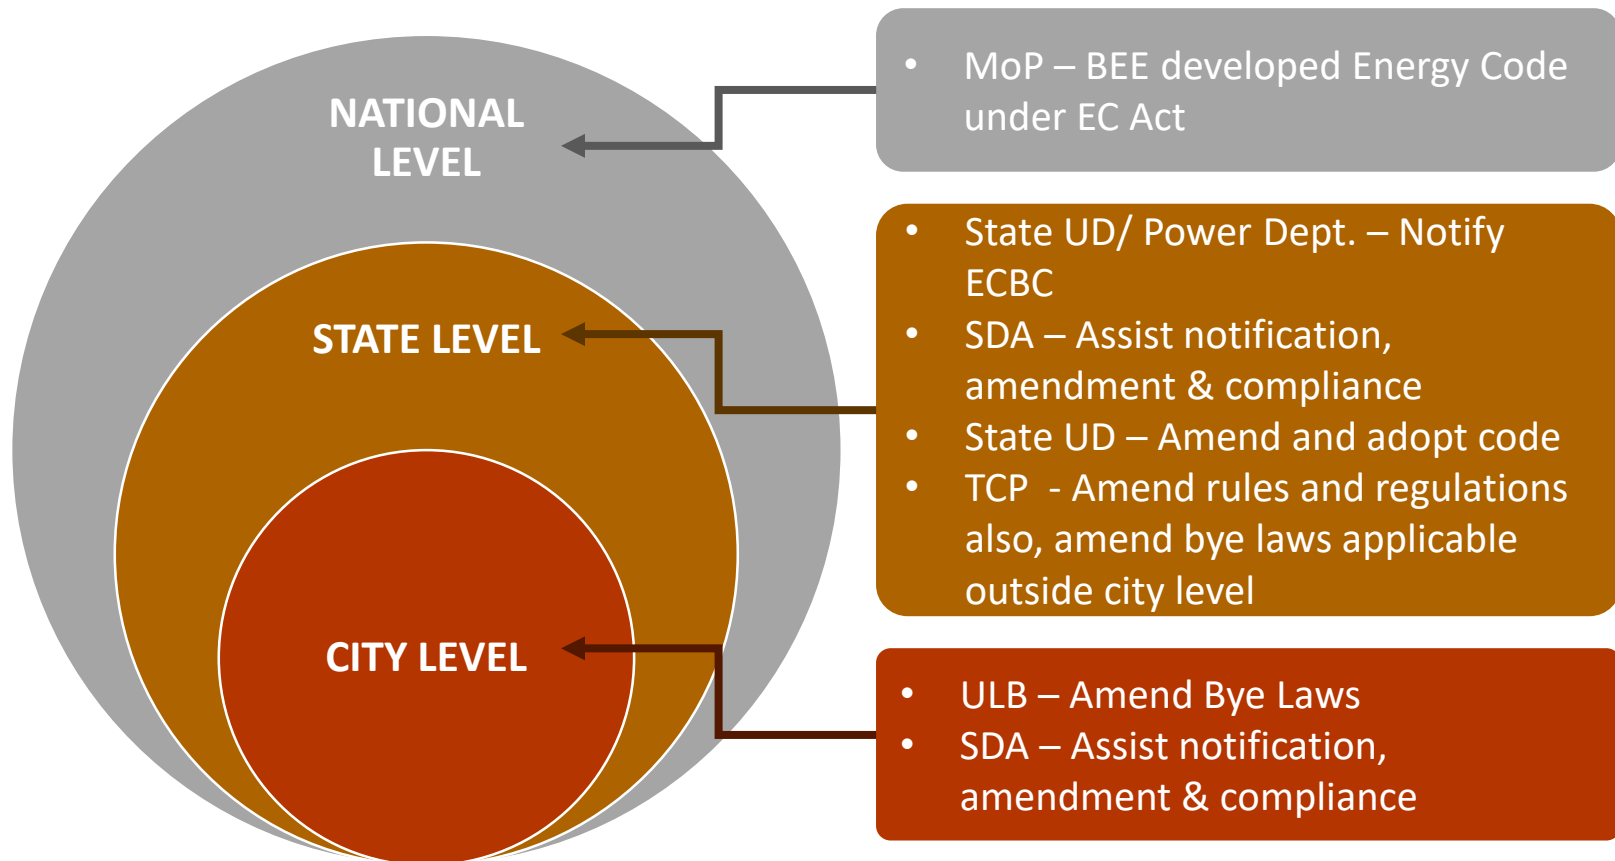 NATIONAL
LEVEL
• MoP – BEE developed Energy Code
under EC Act
STATE LEVEL
• State UD/ Power Dept. – Notify
ECBC
• SDA – Assist notification,
amendment & compliance
• State UD – Amend and adopt code
• TCP - Amend rules and regulations
also, amend bye laws applicable
outside city level
CITY LEVEL
• ULB – Amend Bye Laws
• SDA – Assist notification,
amendment & compliance